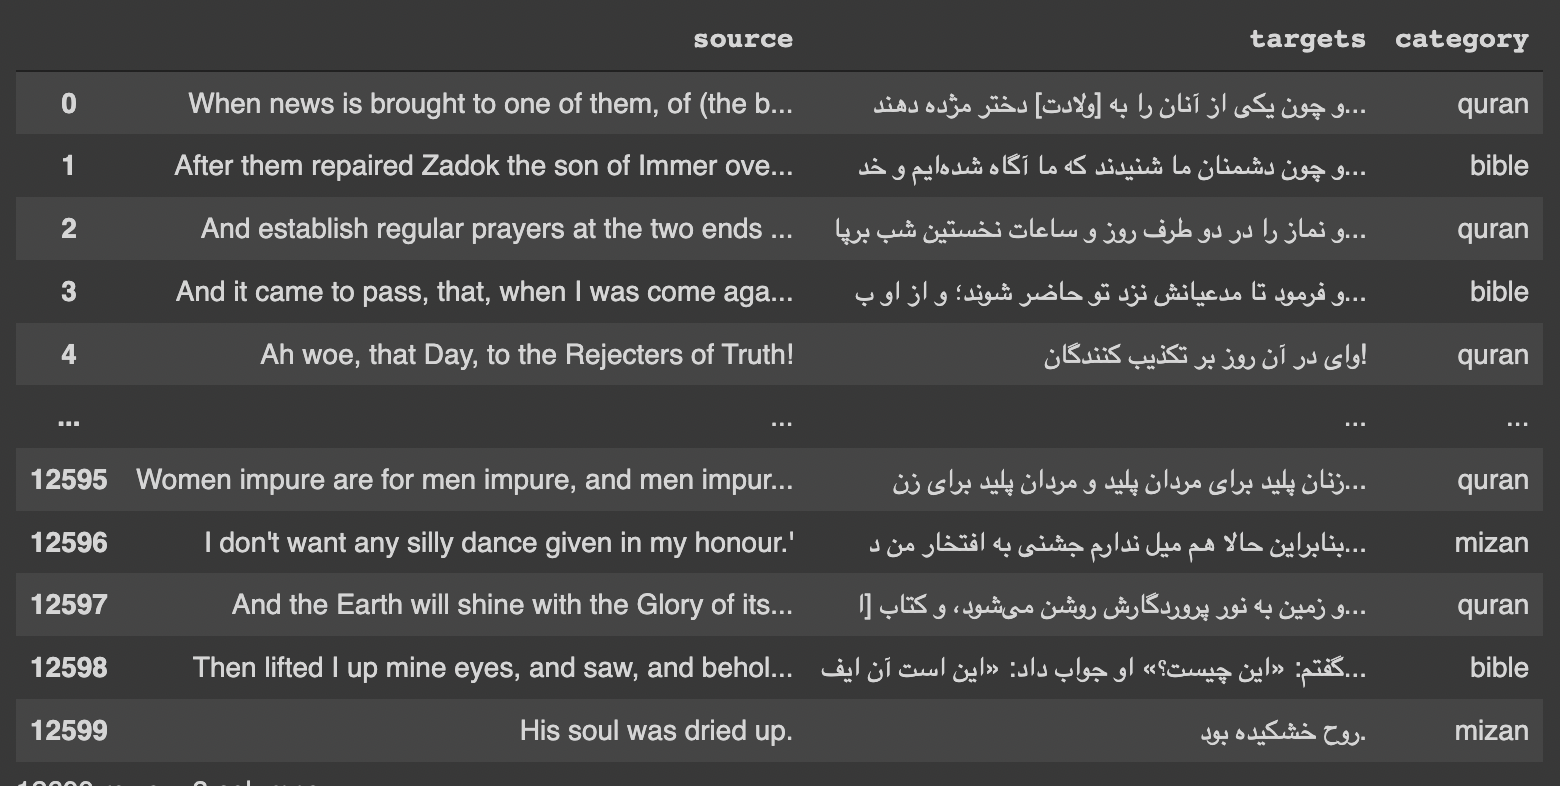 source targets category
0 When news is brought to one of them, of (the b... و چون یکی از آنان را به [ولادت] دختر مژده دهند... quran
1 After them repaired Zadok the son of Immer ove... و چون دشمنان ما شنیدند که ما آگاه شده‌ایم و خد... bible
2 And establish regular prayers at the two ends ... و نماز را در دو طرف روز و ساعات نخستین شب برپا... quran
3 And it came to pass, that, when I was come aga... و فرمود تا مدعیانش نزد تو حاضر شوند؛ و از او ب... bible
4 Ah woe, that Day, to the Rejecters of Truth! وای در آن روز بر تکذیب کنندگان! quran
... ... ... ...
12595 Women impure are for men impure, and men impur... زنان پلید برای مردان پلید و مردان پلید برای زن... quran
12596 I don't want any silly dance given in my honour.' بنابراین حالا هم میل ندارم جشنی به افتخار من د... mizan
12597 And the Earth will shine with the Glory of its... و زمین به نور پروردگارش روشن می‌شود، و کتاب [ا... quran
12598 Then lifted I up mine eyes, and saw, and behol... گفتم: «این چیست؟» او جواب داد: «این است آن ایف... bible
12599 His soul was dried up. روح خشکیده بود. mizan